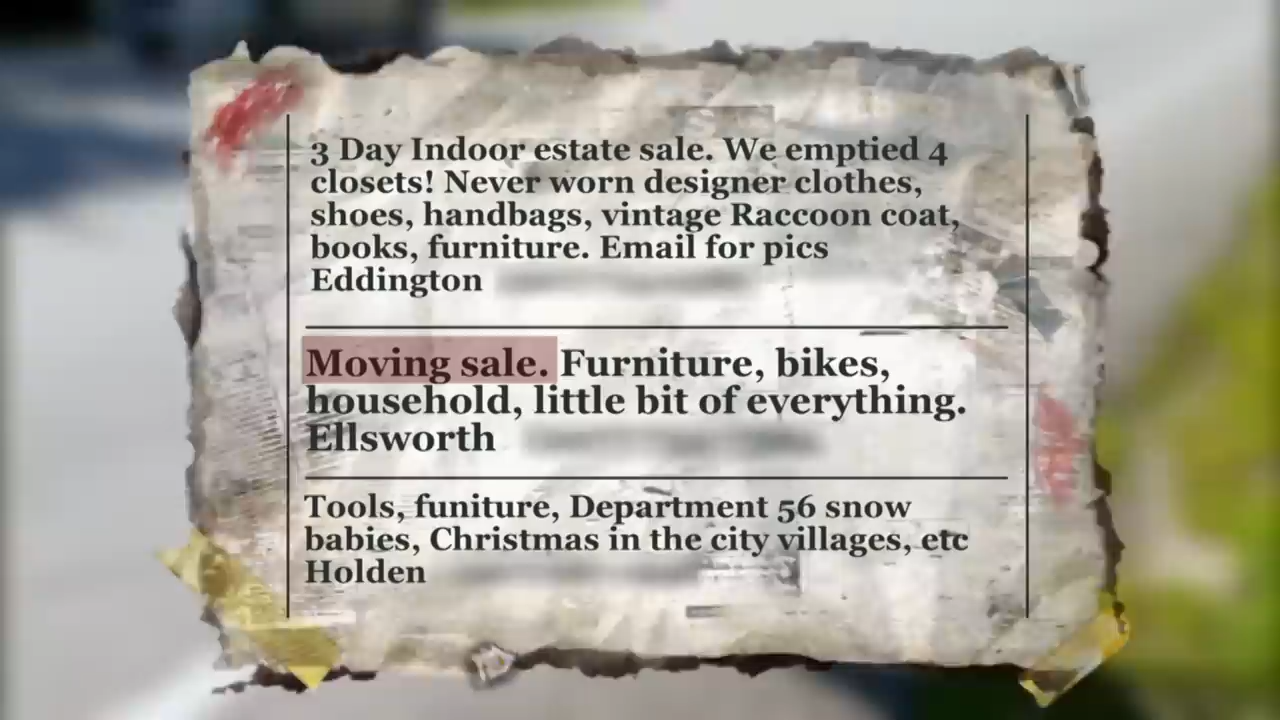 3 Day Indoor estate sale. We emptied 4
closets! Never worn designer clothes,
shoes, handbags, vintage Raccoon coat,
books, furniture. Email for pics
Eddington
Moving sale. Furniture, bikes,
household, little bit of everything.
Ellsworth
Tools, funiture, Department 56 snow
babies, Christmas in the city villages, etc
Holden